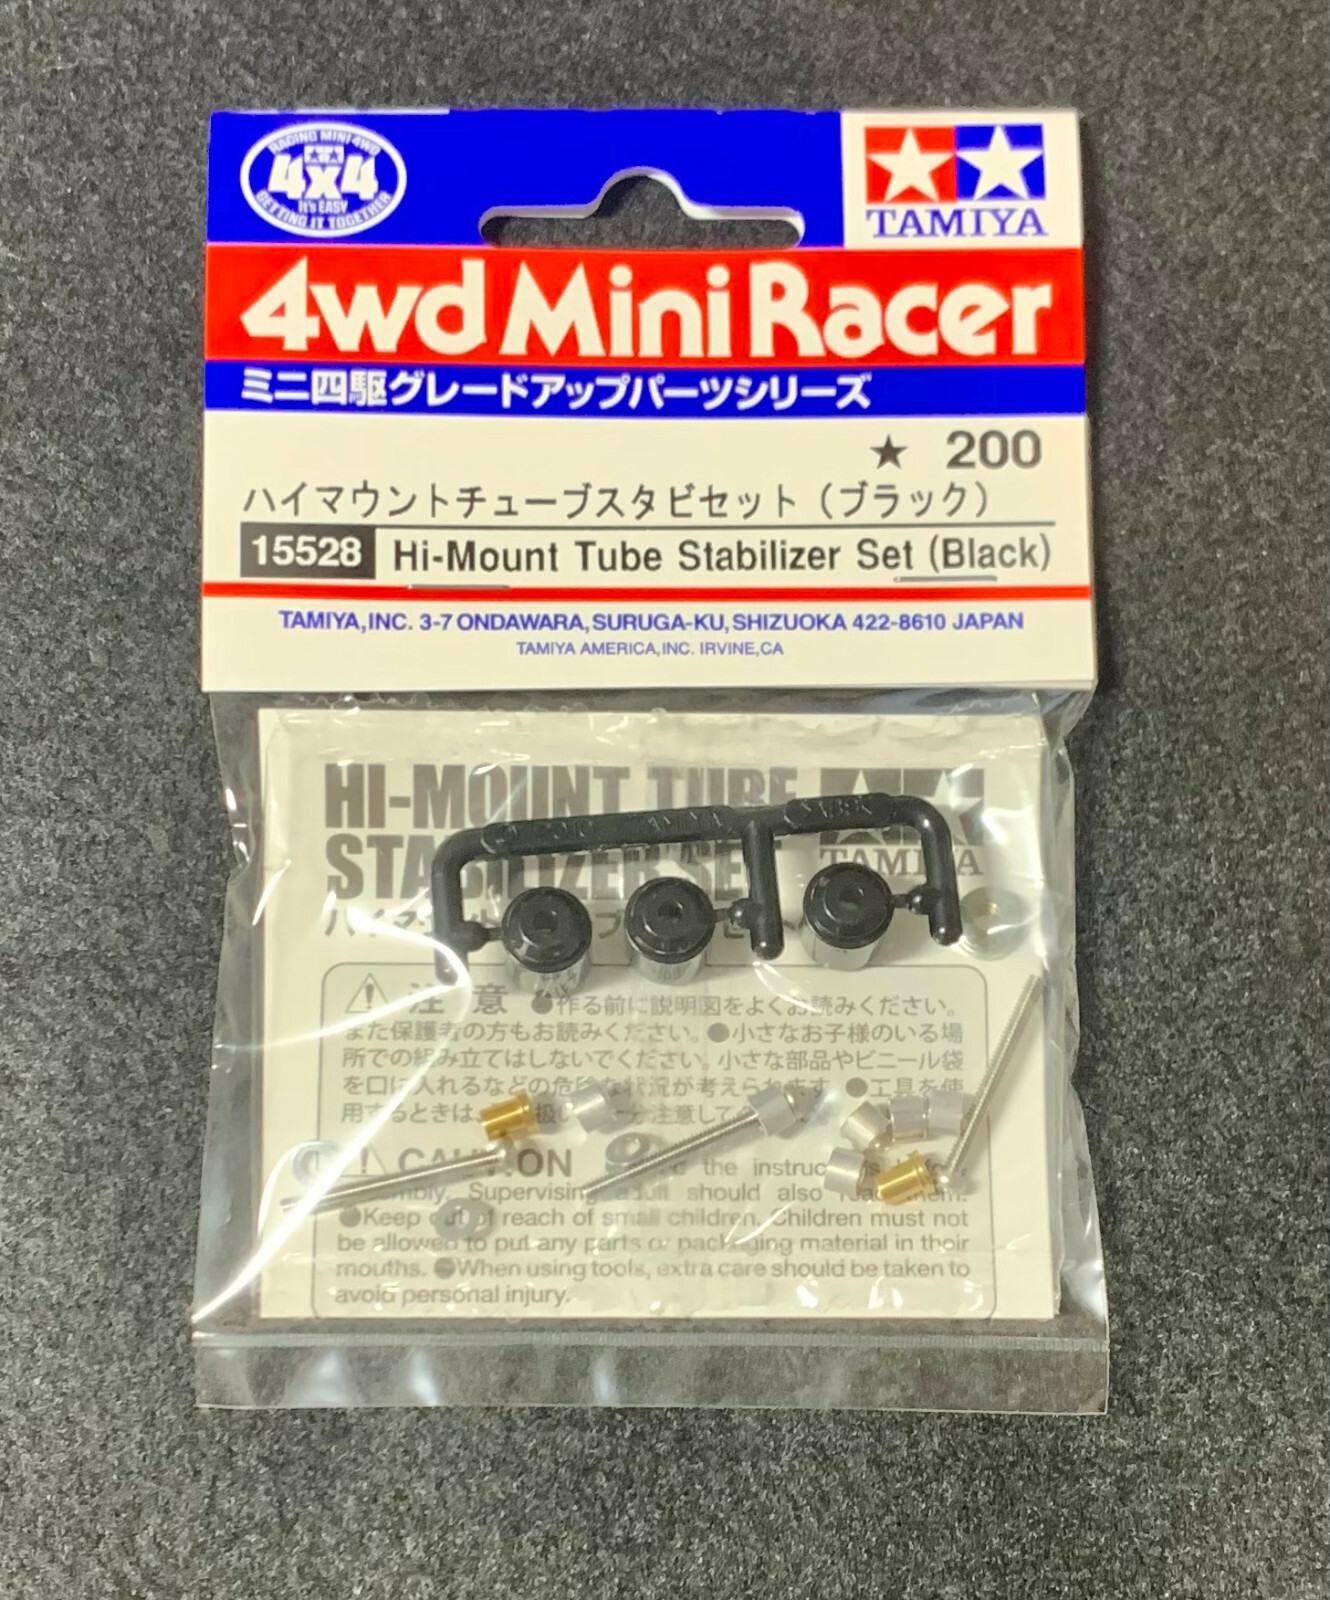 RACING MINI 4WD
4x4
It's EASY
GETTING IT TOGETHER
TAMIYA
4wd Mini Racer
ミニ四駆グレードアップパーツシリーズ
★ 200
ハイマウントチューブスタビセット（ブラック）
15528 Hi-Mount Tube Stabilizer Set (Black)
TAMIYA, INC. 3-7 ONDAWARA, SURUGA-KU, SHIZUOKA 422-8610 JAPAN
TAMIYA AMERICA, INC. IRVINE, CA
HI-MOUNT TUBE
STABILIZER SET
TAMIYA
注意 ●作る前に説明図をよくお読みください。
また保護者の方もお読みください。●小さなお子様のいる場
所での組み立てはしないでください。小さな部品やビニール袋
を口に入れるなどの危険な状況が考えられます。●工具を使
用するときは、
CAUTION the
Supervising adult should also read them.
●Keep out of reach of small children. Children must not
be allowed to put any parts or packaging material in their
mouths. ●When using tools, extra care should be taken to
avoid personal injury.